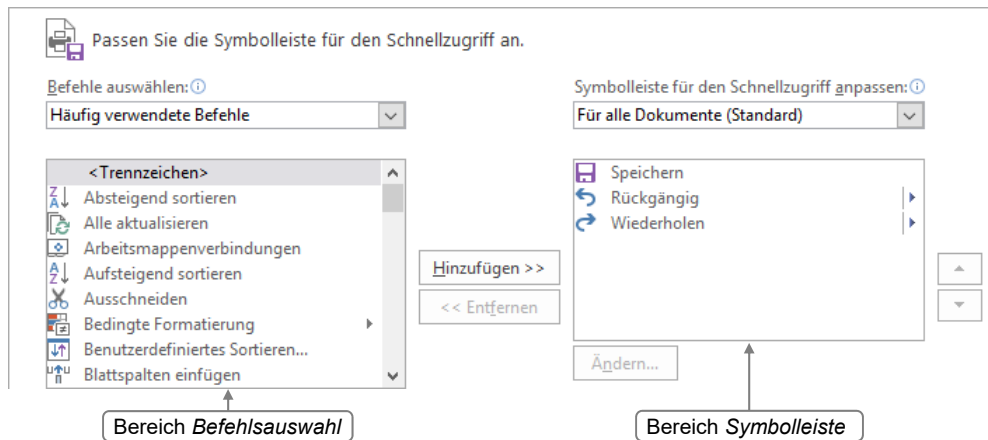 Passen Sie die Symbolleiste für den Schnellzugriff an.
Befehle auswählen:
Häufig verwendete Befehle
<Trennzeichen>
Absteigend sortieren
Alle aktualisieren
Arbeitsmappenverbindungen
Aufsteigend sortieren
Ausschneiden
Bedingte Formatierung
Benutzerdefiniertes Sortieren...
Blattspalten einfügen
Hinzufügen >>
<< Entfernen
Symbolleiste für den Schnellzugriff anpassen:
Für alle Dokumente (Standard)
Speichern
Rückgängig
Wiederholen
Ändern...
Bereich Befehlsauswahl
Bereich Symbolleiste